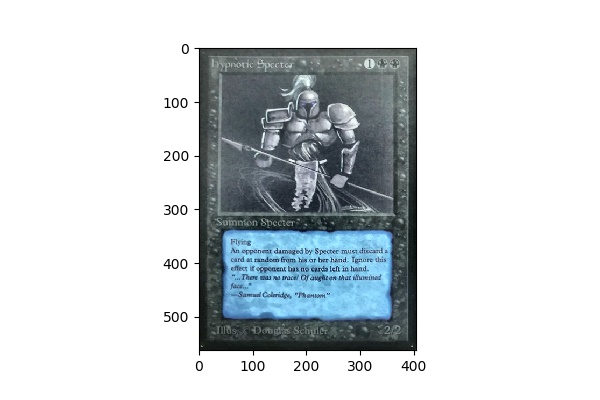 Hypnotic Specter 1
Summon Specter
Flying
An opponent damaged by Specter must discard a
card at random from his or her hand. Ignore this
effect if opponent has no cards left in hand.
"...There was no trace! Of aught on that illumined
face..."
—Samuel Coleridge, "Phantom"
Illus. © Douglas Schuler 2/2
0
100
200
300
400
500
0 100 200 300 400